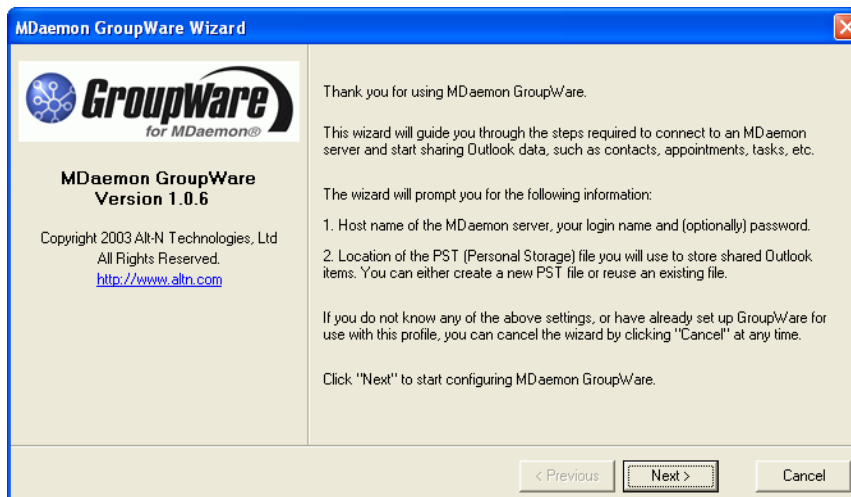 MDaemon GroupWare Wizard
GroupWare
for MDaemon®
MDaemon GroupWare
Version 1.0.6
Copyright 2003 Alt-N Technologies, Ltd
All Rights Reserved.
http://www.altn.com
Thank you for using MDaemon GroupWare.
This wizard will guide you through the steps required to connect to an MDaemon
server and start sharing Outlook data, such as contacts, appointments, tasks, etc.
The wizard will prompt you for the following information:
1. Host name of the MDaemon server, your login name and (optionally) password.
2. Location of the PST (Personal Storage) file you will use to store shared Outlook
items. You can either create a new PST file or reuse an existing file.
If you do not know any of the above settings, or have already set up GroupWare for
use with this profile, you can cancel the wizard by clicking "Cancel" at any time.
Click "Next" to start configuring MDaemon GroupWare.
< Previous
Next >
Cancel